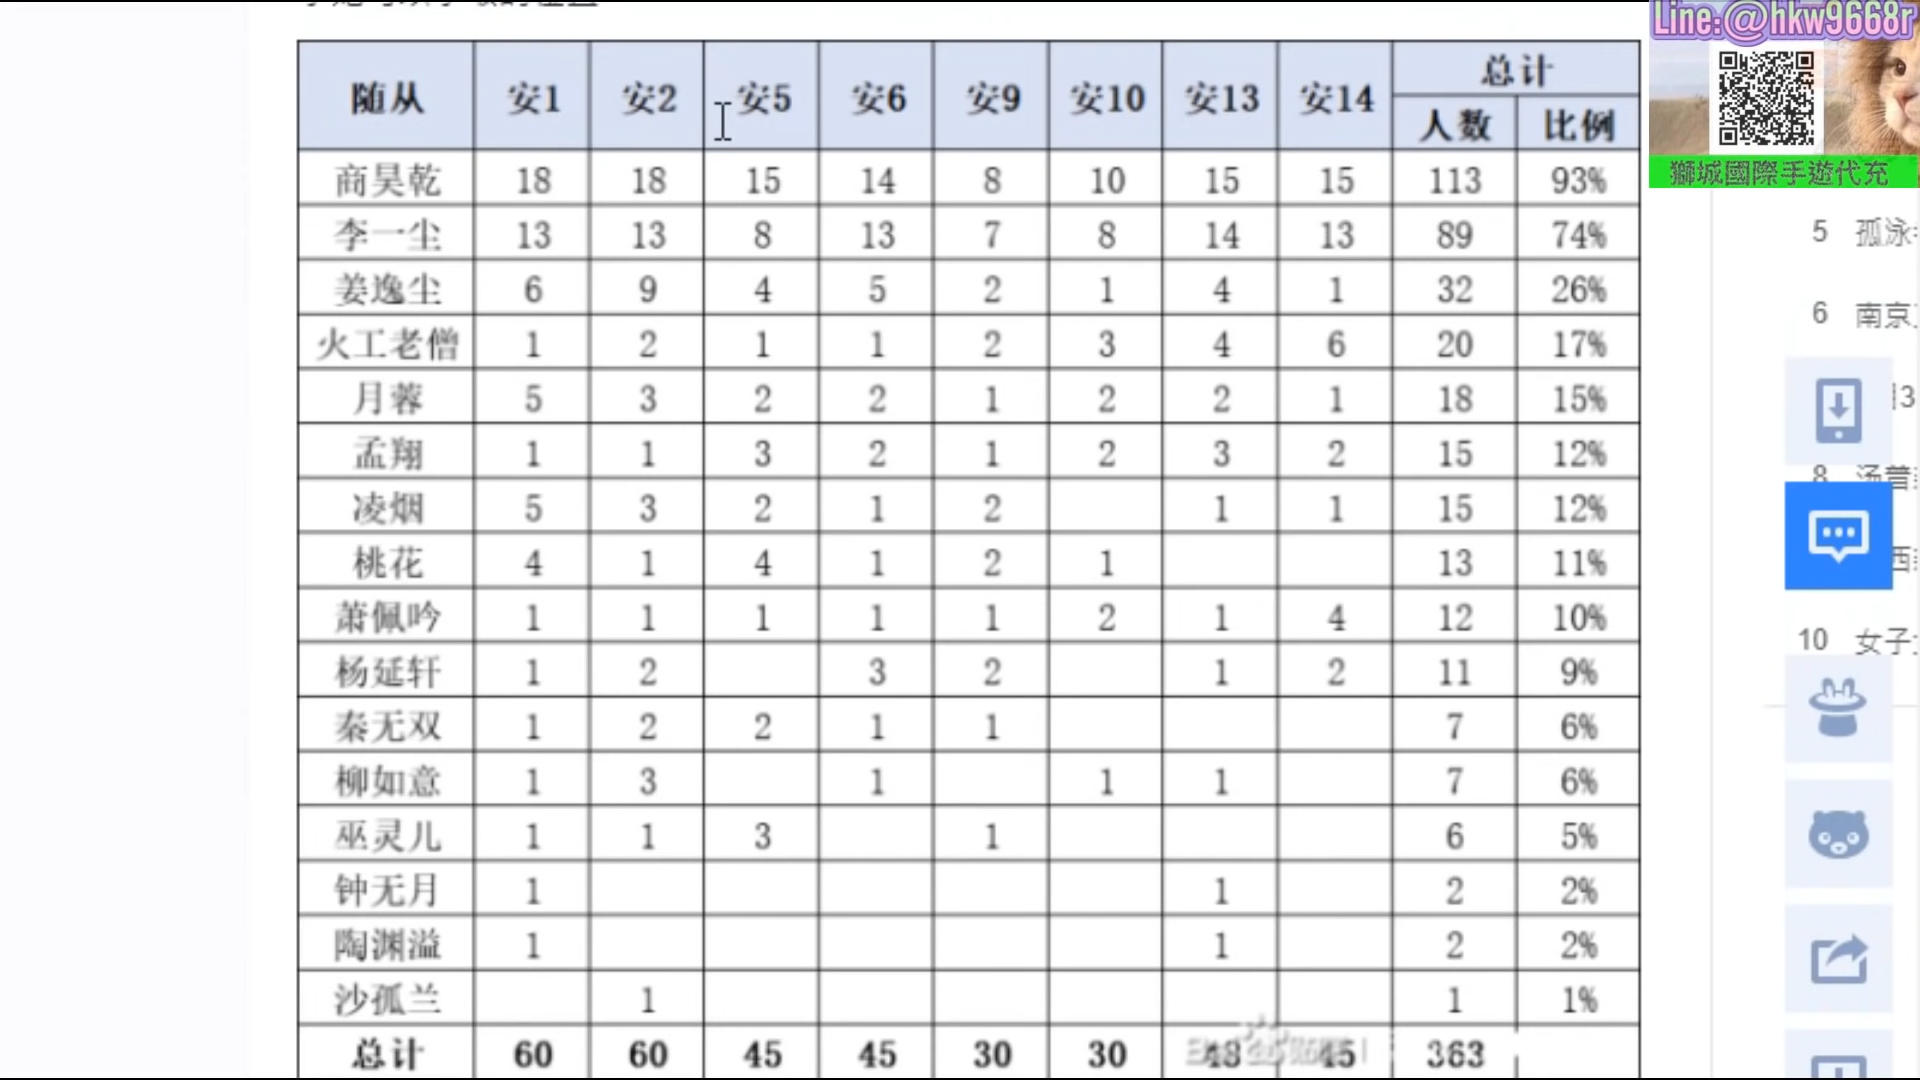 Line:@hkw9668r
獅城國際手遊代充
随从 安1 安2 安5 安6 安9 安10 安13 安14 总计
人数 比例
商昊乾 18 18 15 14 8 10 15 15 113 93%
李一尘 13 13 8 13 7 8 14 13 89 74%
姜逸尘 6 9 4 5 2 1 4 1 32 26%
火工老僧 1 2 1 1 2 3 4 6 20 17%
月蓉 5 3 2 2 1 2 2 1 18 15%
孟翔 1 1 3 2 1 2 3 2 15 12%
凌烟 5 3 2 1 2 1 1 15 12%
桃花 4 1 4 1 2 1 13 11%
萧佩吟 1 1 1 1 1 2 1 4 12 10%
杨延轩 1 2 3 2 1 2 11 9%
秦无双 1 2 2 1 1 7 6%
柳如意 1 3 1 1 1 7 6%
巫灵儿 1 1 3 1 6 5%
钟无月 1 1 2 2%
陶渊溢 1 1 2 2%
沙孤兰 1 1 1%
总计 60 60 45 45 30 30 48 45 363
5 孤泳
6 南京
3
8
西
10 女子